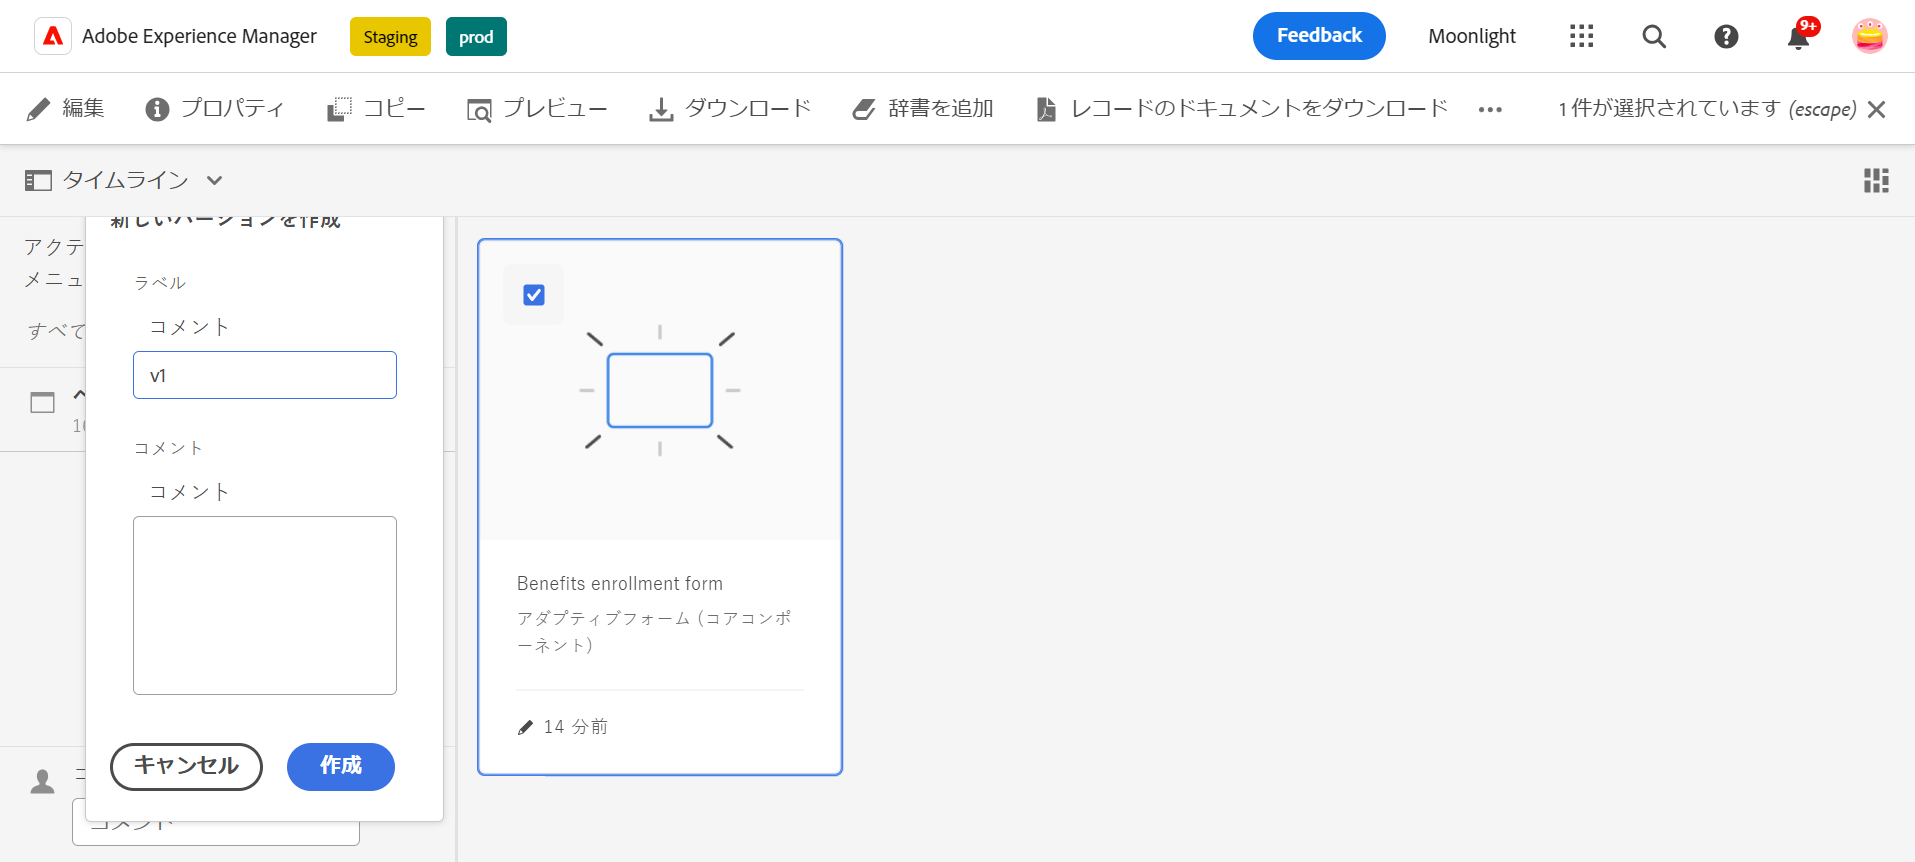 Adobe Experience Manager
Staging
prod
Feedback
Moonlight
9+
編集
プロパティ
コピー
プレビュー
ダウンロード
辞書を追加
レコードのドキュメントをダウンロード
1 件が選択されています (escape)
タイムライン
新しいバージョンを作成
アクテ
メニュ
すべて
ラベル
コメント
v1
コメント
コメント
キャンセル
作成
コメント
Benefits enrollment form
アダプティブフォーム (コアコンポ
ーネント)
14 分前